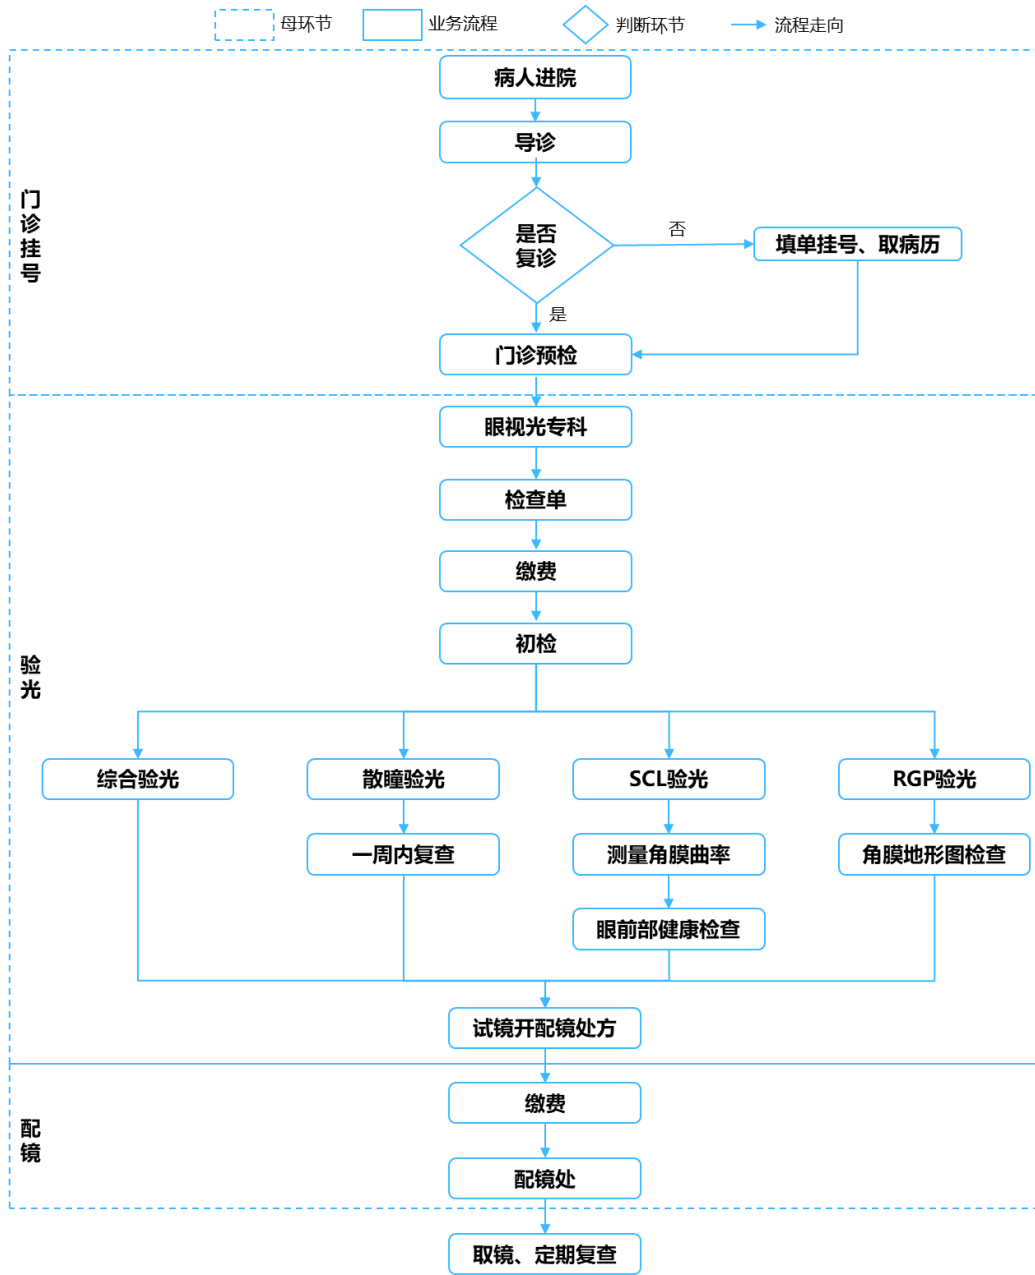 母环节
业务流程
判断环节
流程走向
门诊挂号
病人进院
导诊
是否
复诊
否
填单挂号、取病历
是
门诊预检
验光
眼视光专科
检查单
缴费
初检
综合验光
散瞳验光
SCL验光
RGP验光
一周内复查
测量角膜曲率
角膜地形图检查
眼前部健康检查
试镜开配镜处方
配镜
缴费
配镜处
取镜、定期复查